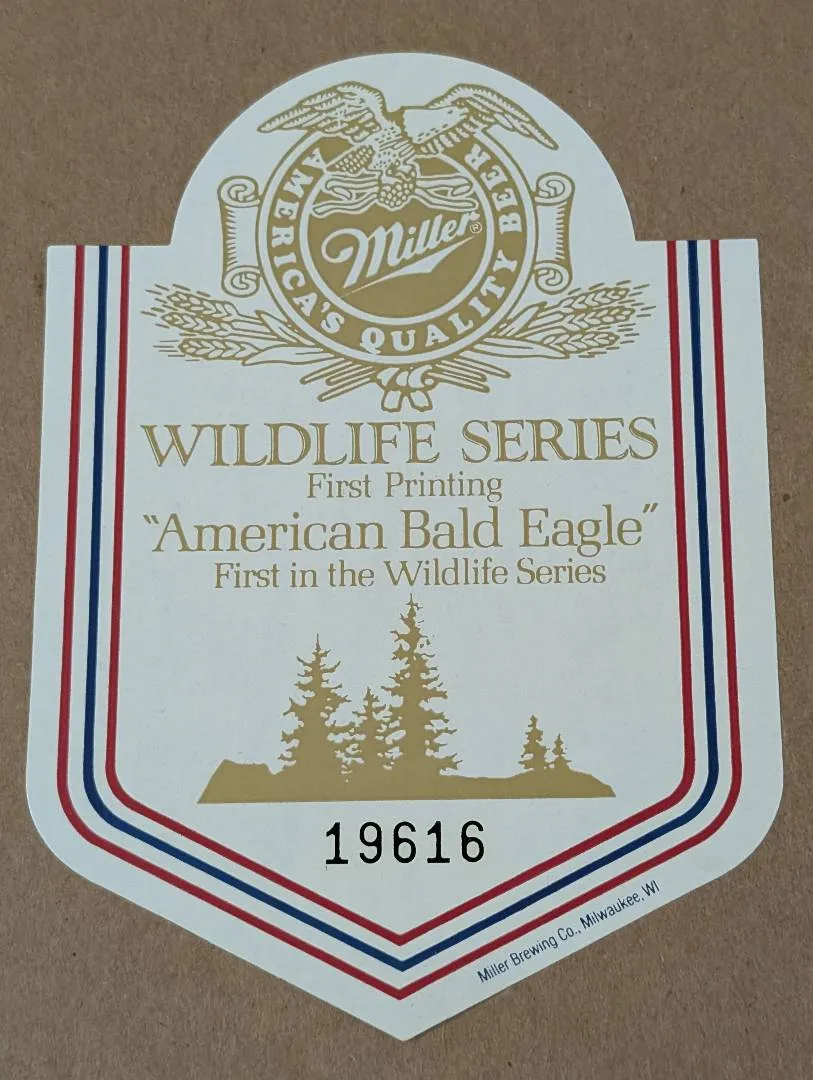 AMERICA'S QUALITY BEER
Miller®
WILDLIFE SERIES
First Printing
"American Bald Eagle"
First in the Wildlife Series
19616
Miller Brewing Co., Milwaukee, WI